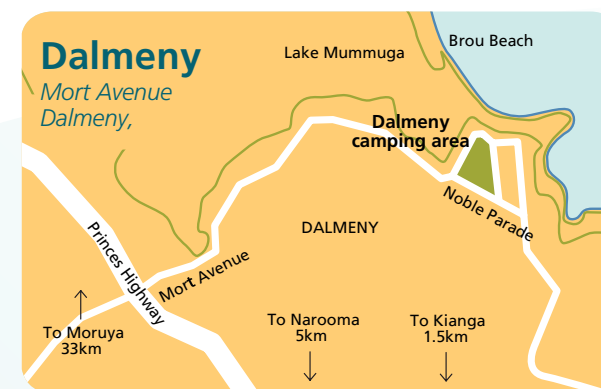 Dalmeny
Mort Avenue
Dalmeny,
Lake Mummuga
Brou Beach
Dalmeny
camping area
Noble Parade
DALMENY
Princes Highway
Mort Avenue
To Moruya
33km
To Narooma
5km
To Kianga
1.5km